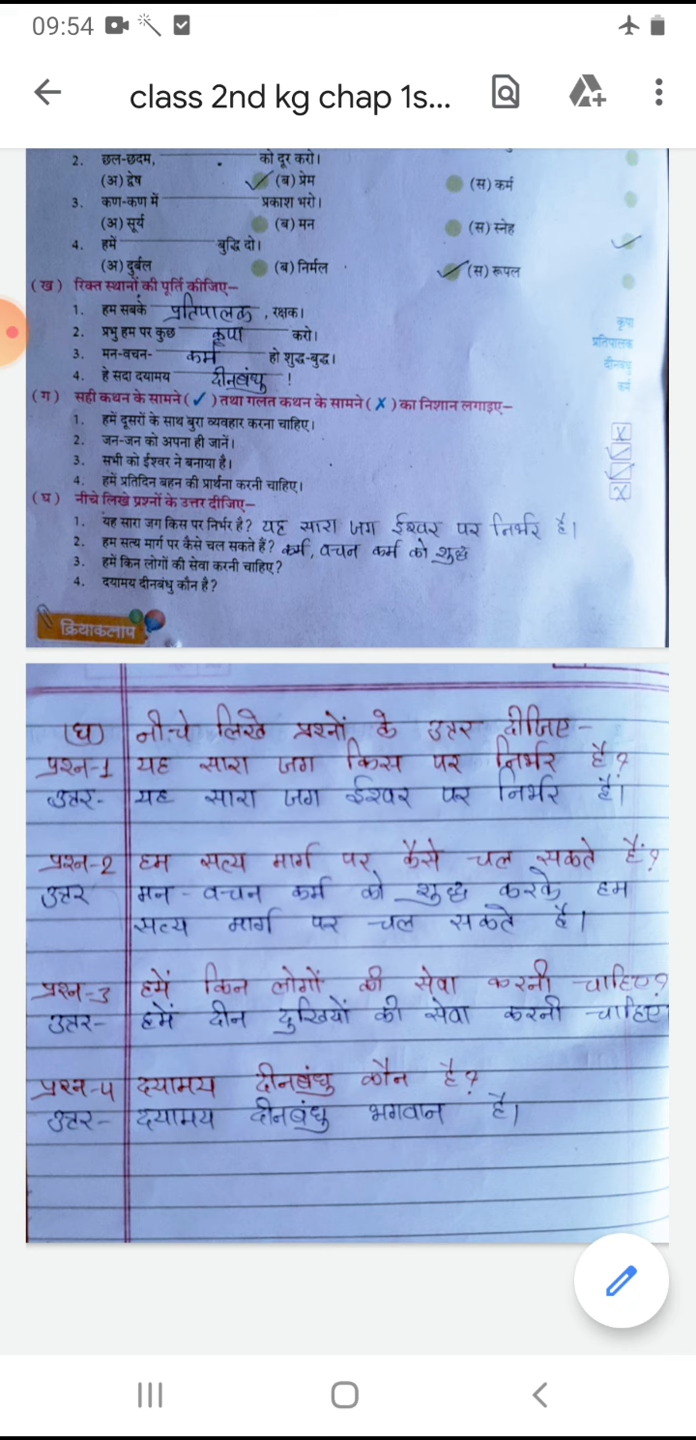 09:54
class 2nd kg chap 1s...
2. छल-छदम, को दूर करो।
(अ) द्वेष (ब) प्रेम (स) कर्म
3. कण-कण में प्रकाश भरो।
(अ) सूर्य (ब) मन (स) स्नेह
4. हमें बुद्धि दो।
(अ) दुर्बल (ब) निर्मल (स) रूपल
(ख) रिक्त स्थानों की पूर्ति कीजिए–
1. हम सबके प्रतिपालक, रक्षक।
कृपा
2. प्रभु हम पर कुछ कृपा करो।
प्रतिपालक
3. मन-वचन- कर्म हो शुद्ध-बुद्ध।
दीनबंधु
4. हे सदा दयामय दीनबंधु !
कर्म
(ग) सही कथन के सामने (✓) तथा गलत कथन के सामने (✗) का निशान लगाइए–
1. हमें दूसरों के साथ बुरा व्यवहार करना चाहिए। ✗
2. जन-जन को अपना ही जानें। ✓
3. सभी को ईश्वर ने बनाया है। ✓
4. हमें प्रतिदिन बहन की प्रार्थना करनी चाहिए। ✗
(घ) नीचे लिखे प्रश्नों के उत्तर दीजिए–
1. यह सारा जग किस पर निर्भर है? यह सारा जग ईश्वर पर निर्भर है।
2. हम सत्य मार्ग पर कैसे चल सकते हैं? कर्म, वचन कर्म को शुद्ध
3. हमें किन लोगों की सेवा करनी चाहिए?
4. दयामय दीनबंधु कौन है?
क्रियाकलाप
(घ) नीचे लिखे प्रश्नों के उत्तर दीजिए-
प्रश्न-1 यह सारा जग किस पर निर्भर है?
उत्तर- यह सारा जग ईश्वर पर निर्भर है।
प्रश्न-2 हम सत्य मार्ग पर कैसे चल सकते हैं?
उत्तर मन-वचन कर्म को शुद्ध करके हम
सत्य मार्ग पर चल सकते है।
प्रश्न-3 हमें किन लोगों की सेवा करनी चाहिए?
उत्तर- हमें दीन दुखियों की सेवा करनी चाहिए
प्रश्न-4 दयामय दीनबंधु कौन है?
उत्तर- दयामय दीनबंधु भगवान है।